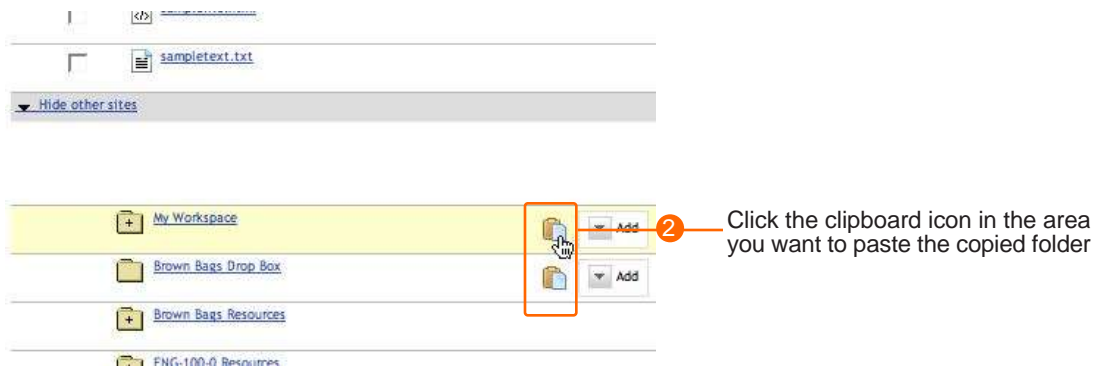 sampletext.txt
Hide other sites
My Workspace
Add
2
Click the clipboard icon in the area
you want to paste the copied folder
Brown Bags Drop Box
Add
Brown Bags Resources
ENG-100-0 Resources